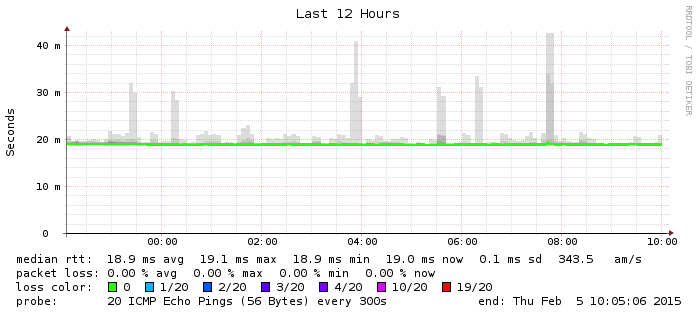 Last 12 Hours
RRDTOOL / TOBI OETIKER
Seconds
40 m
30 m
20 m
10 m
0
00:00 02:00 04:00 06:00 08:00 10:00
median rtt: 18.9 ms avg 19.1 ms max 18.9 ms min 19.0 ms now 0.1 ms sd 343.5 am/s
packet loss: 0.00 % avg 0.00 % max 0.00 % min 0.00 % now
loss color: 0 1/20 2/20 3/20 4/20 10/20 19/20
probe: 20 ICMP Echo Pings (56 Bytes) every 300s end: Thu Feb 5 10:05:06 2015